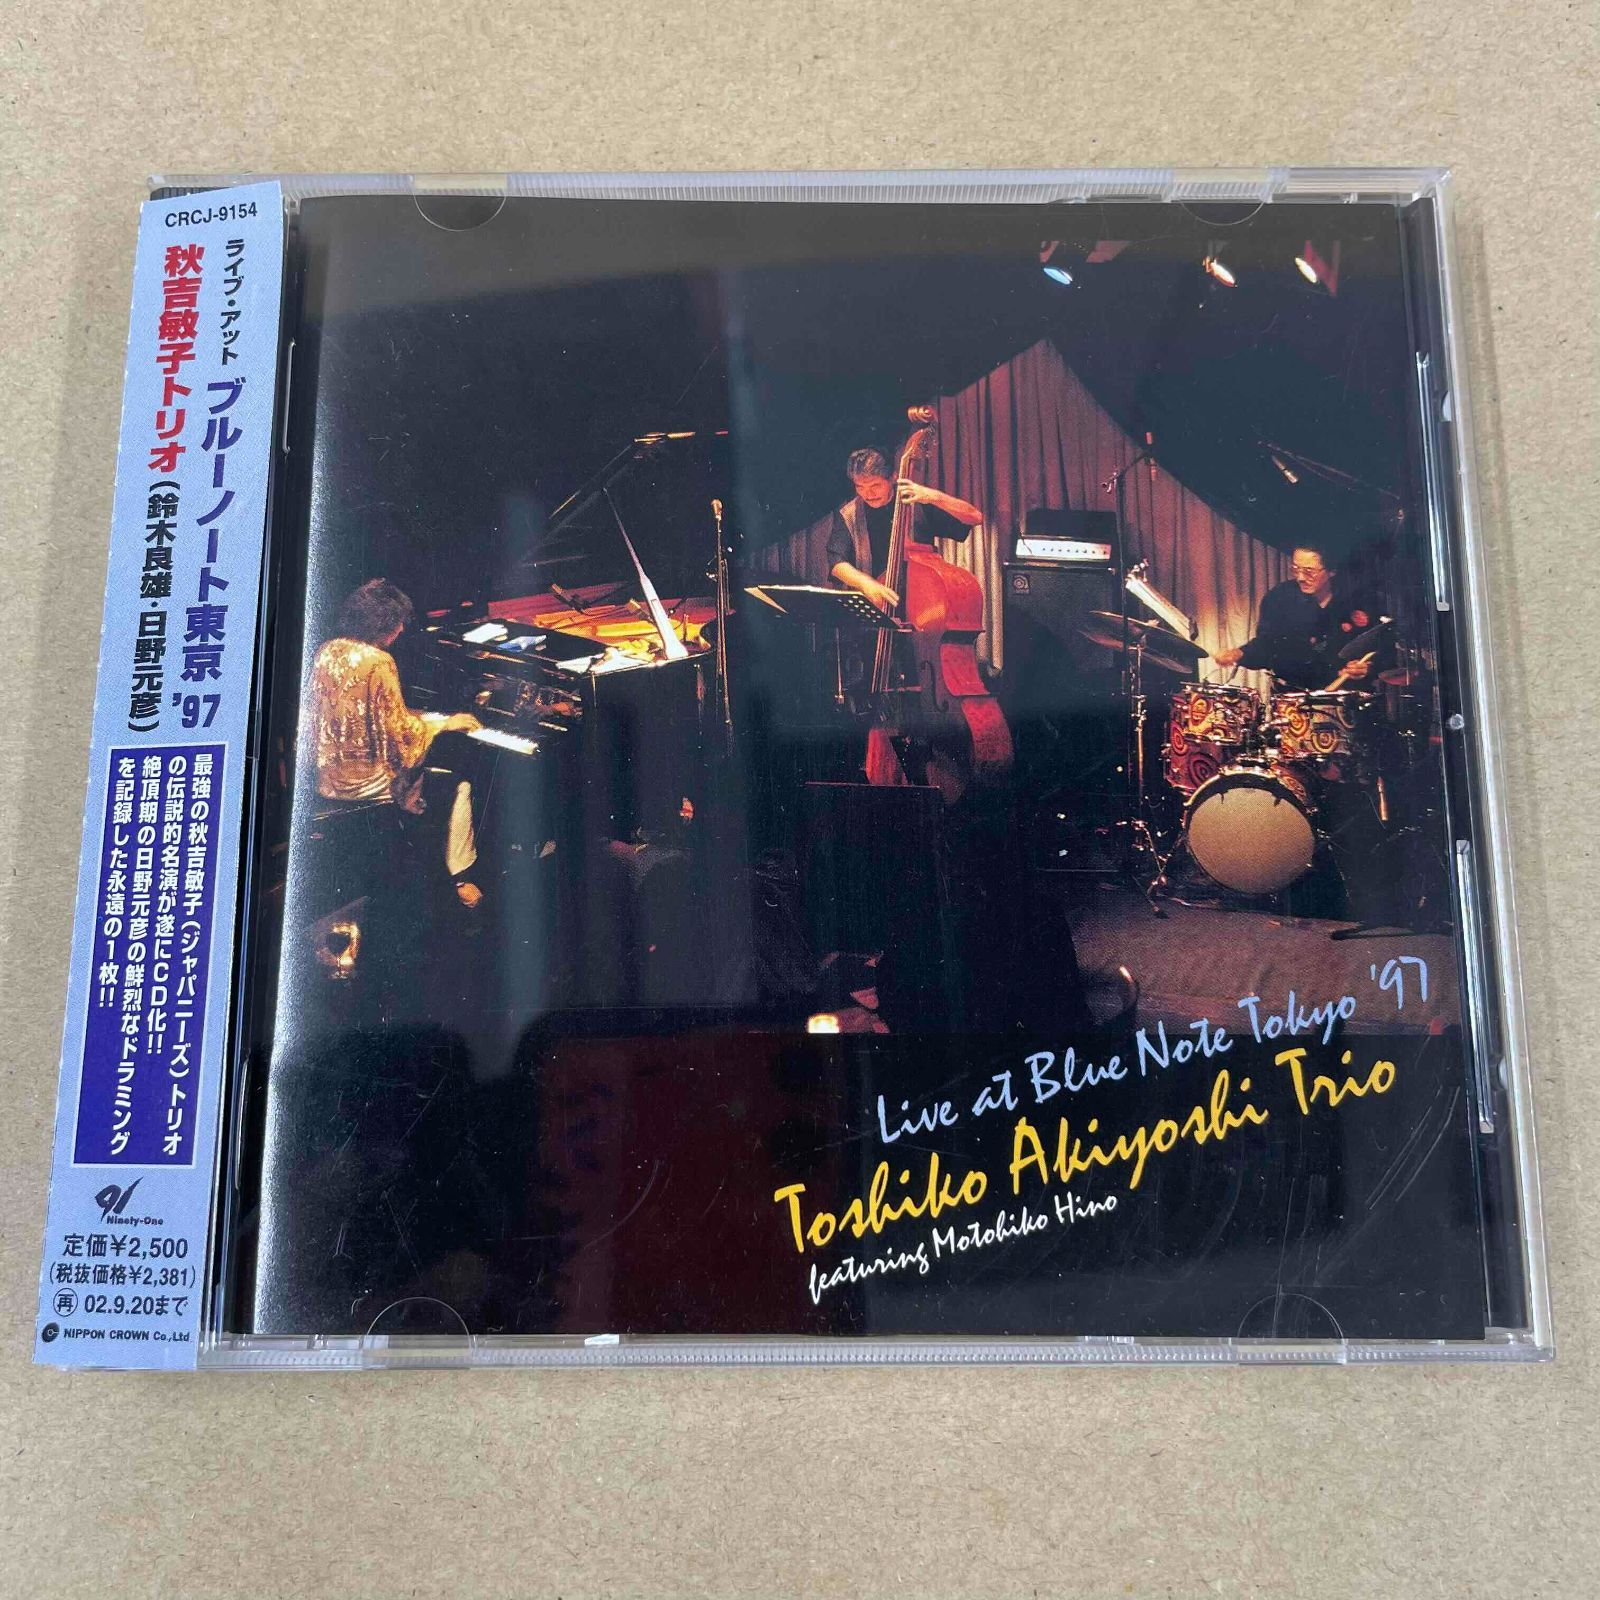 CRCJ-9154
ライブ・アット ブルーノート東京 '97
秋吉敏子トリオ(鈴木良雄・日野元彦)
最強の秋吉敏子(ジャパニーズ)トリオ
の伝説的名演が遂にCD化!!
絶頂期の日野元彦の鮮烈なドラミング
を記録した永遠の1枚!!
91
Ninety-One
定価¥2,500
(税抜価格¥2,381)
再 02.9.20まで
NIPPON CROWN Co.,Ltd
Live at Blue Note Tokyo '97
Toshiko Akiyoshi Trio
featuring Motohiko Hino